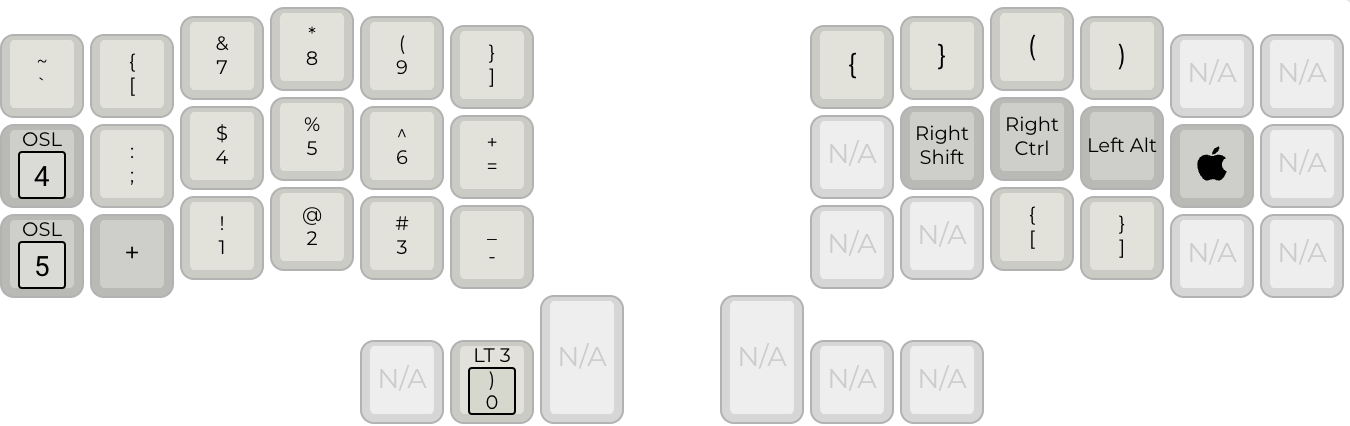 ~
`
{
[
&
7
*
8
(
9
}
]
{
}
(
)
N/A
N/A
OSL
4
:
;
$
4
%
5
^
6
+
=
N/A
Right
Shift
Right
Ctrl
Left Alt
N/A
OSL
5
+
!
1
@
2
#
3
_
-
N/A
N/A
{
[
}
]
N/A
N/A
N/A
LT 3
)
0
N/A
N/A
N/A
N/A